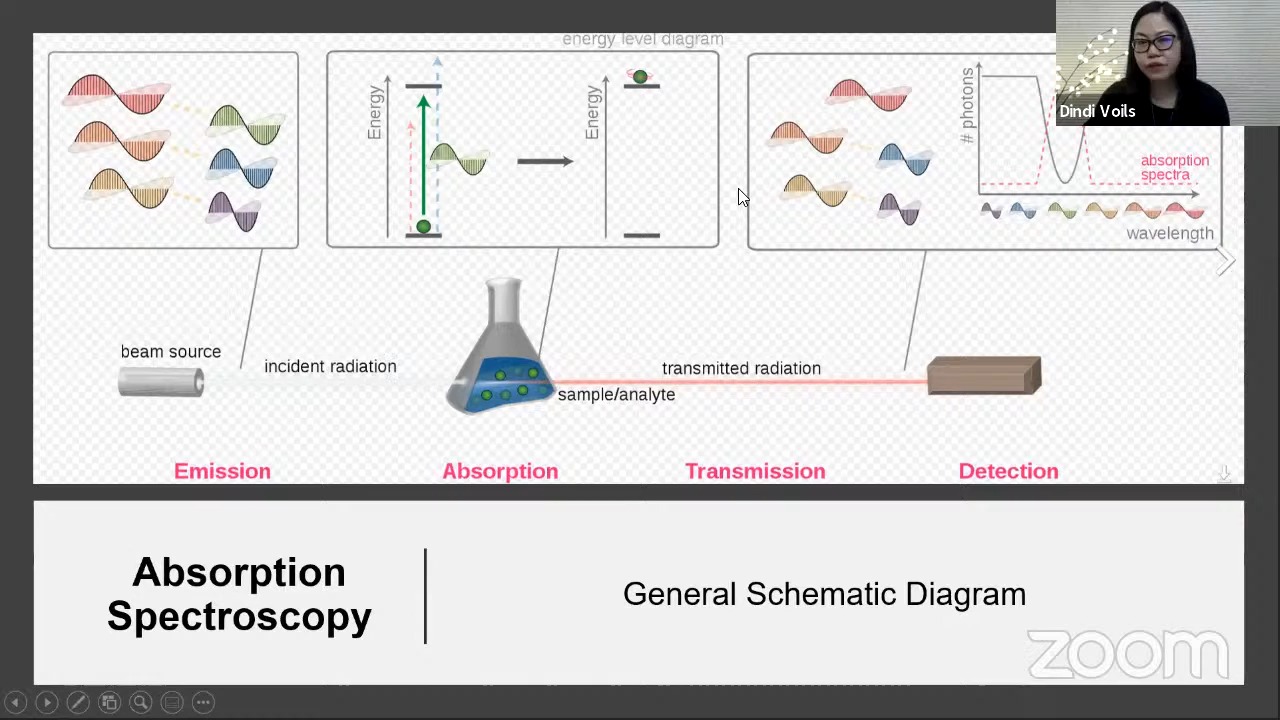 energy level diagram
Energy
Energy
# photons
absorption
spectra
wavelength
Dindi Voils
beam source
incident radiation
transmitted radiation
sample/analyte
Emission
Absorption
Transmission
Detection
Absorption
Spectroscopy
General Schematic Diagram
zoom